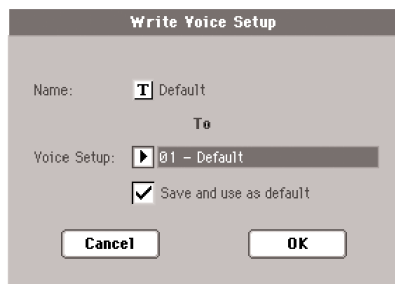 Write Voice Setup
Name: T Default
To
Voice Setup: 01 - Default
Save and use as default
Cancel OK